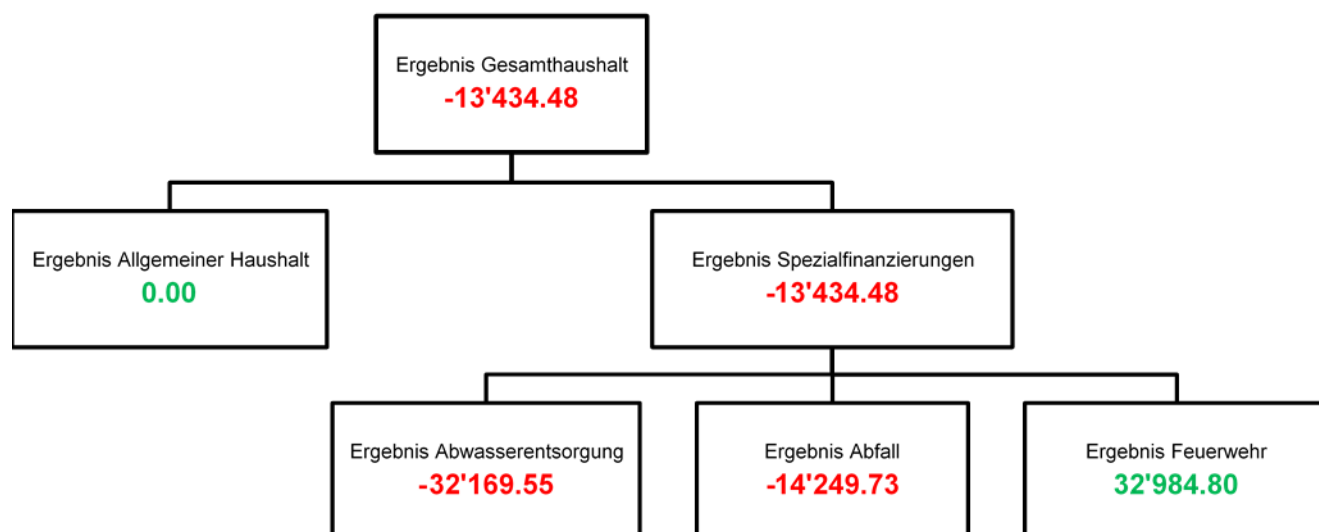 Ergebnis Gesamthaushalt
-13'434.48
Ergebnis Allgemeiner Haushalt
0.00
Ergebnis Spezialfinanzierungen
-13'434.48
Ergebnis Abwasserentsorgung
-32'169.55
Ergebnis Abfall
-14'249.73
Ergebnis Feuerwehr
32'984.80